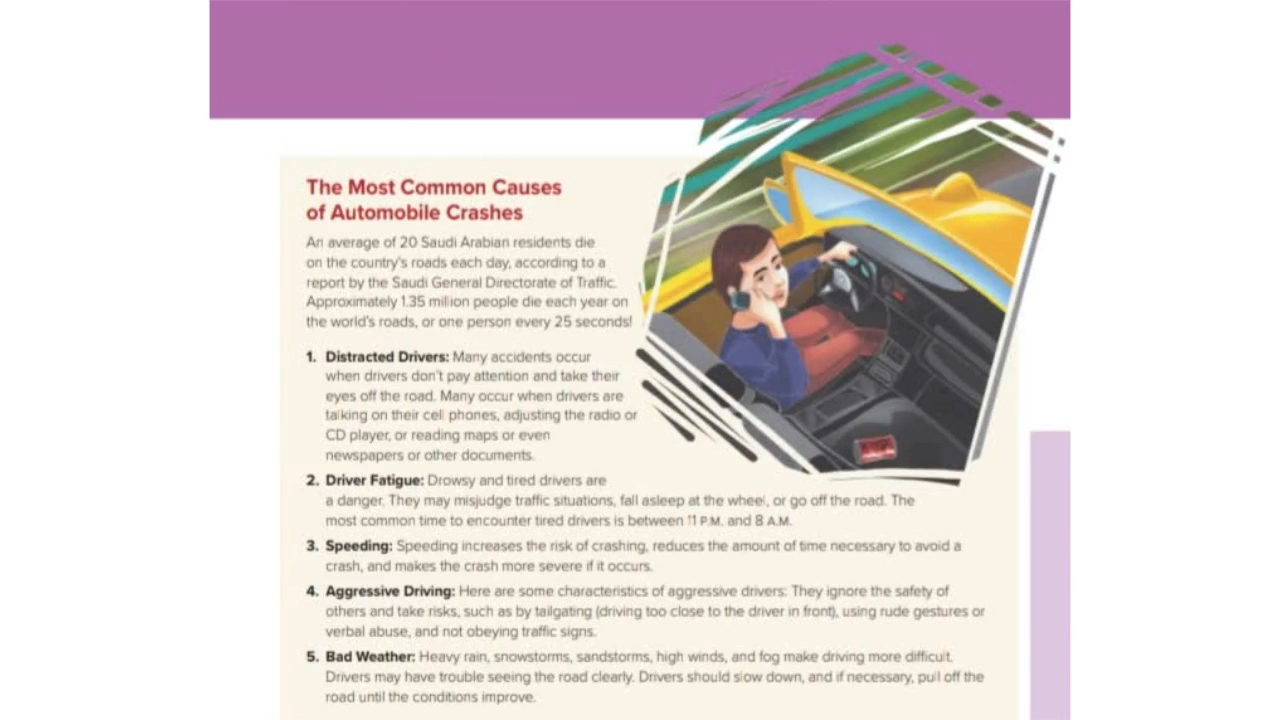 The Most Common Causes
of Automobile Crashes
An average of 20 Saudi Arabian residents die
on the country's roads each day, according to a
report by the Saudi General Directorate of Traffic.
Approximately 1.35 million people die each year on
the world's roads, or one person every 25 seconds!
1. Distracted Drivers: Many accidents occur
when drivers don't pay attention and take their
eyes off the road. Many occur when drivers are
talking on their cell phones, adjusting the radio or
CD player, or reading maps or even
newspapers or other documents.
2. Driver Fatigue: Drowsy and tired drivers are
a danger. They may misjudge traffic situations, fall asleep at the wheel, or go off the road. The
most common time to encounter tired drivers is between 11 P.M. and 8 A.M.
3. Speeding: Speeding increases the risk of crashing, reduces the amount of time necessary to avoid a
crash, and makes the crash more severe if it occurs.
4. Aggressive Driving: Here are some characteristics of aggressive drivers: They ignore the safety of
others and take risks, such as by tailgating (driving too close to the driver in front), using rude gestures or
verbal abuse, and not obeying traffic signs.
5. Bad Weather: Heavy rain, snowstorms, sandstorms, high winds, and fog make driving more difficult.
Drivers may have trouble seeing the road clearly. Drivers should slow down, and if necessary, pull off the
road until the conditions improve.